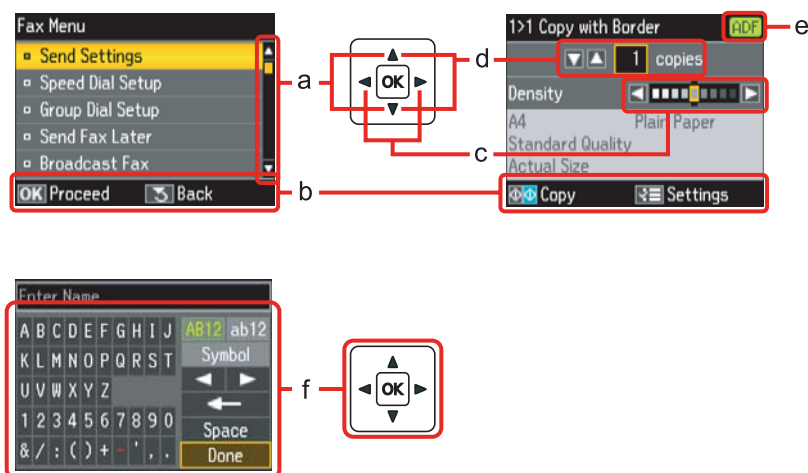 Fax Menu
Send Settings
Speed Dial Setup
Group Dial Setup
Send Fax Later
Broadcast Fax
OK Proceed Back
a
OK
b
c
d
1>1 Copy with Border ADF
e
1 copies
Density
A4 Plain Paper
Standard Quality
Actual Size
Copy Settings
Enter Name
A B C D E F G H I J AB12 ab12
K L M N O P Q R S T Symbol
U V W X Y Z
1 2 3 4 5 6 7 8 9 0 Space
& / : ( ) + - ' , . Done
f
OK